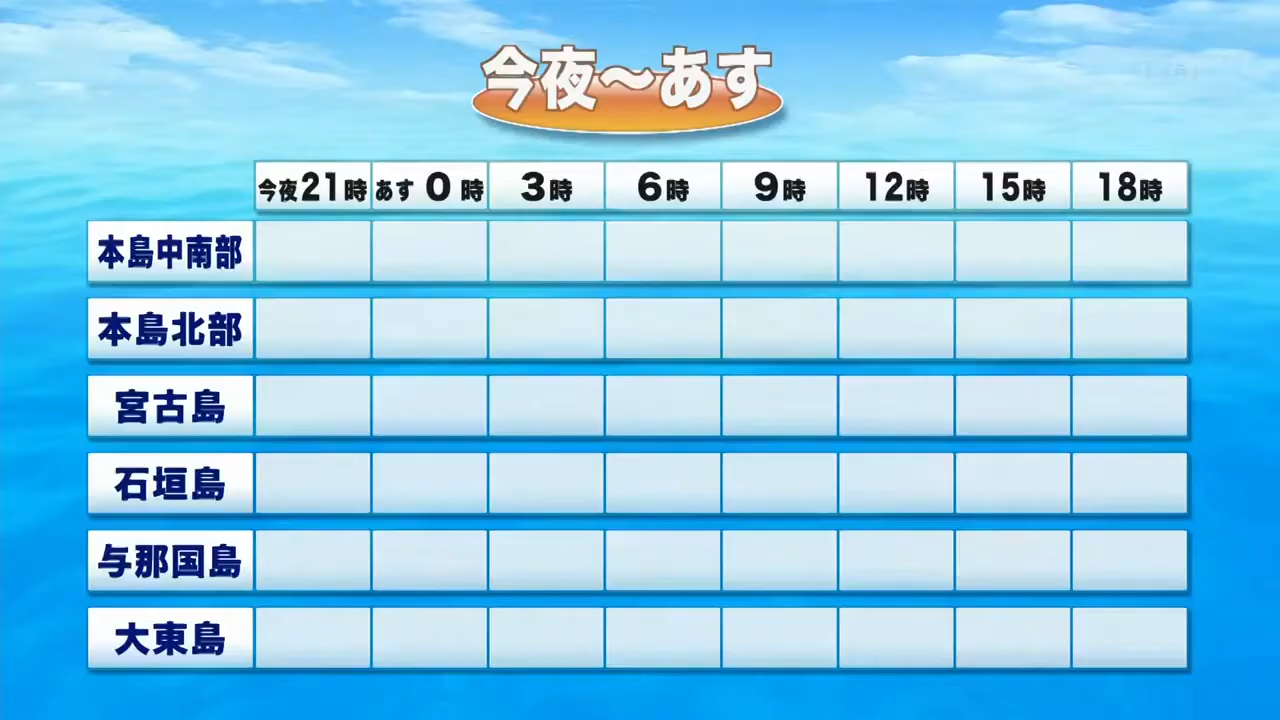 今夜～あす
今夜21時 あす0時 3時 6時 9時 12時 15時 18時
本島中南部
本島北部
宮古島
石垣島
与那国島
大東島